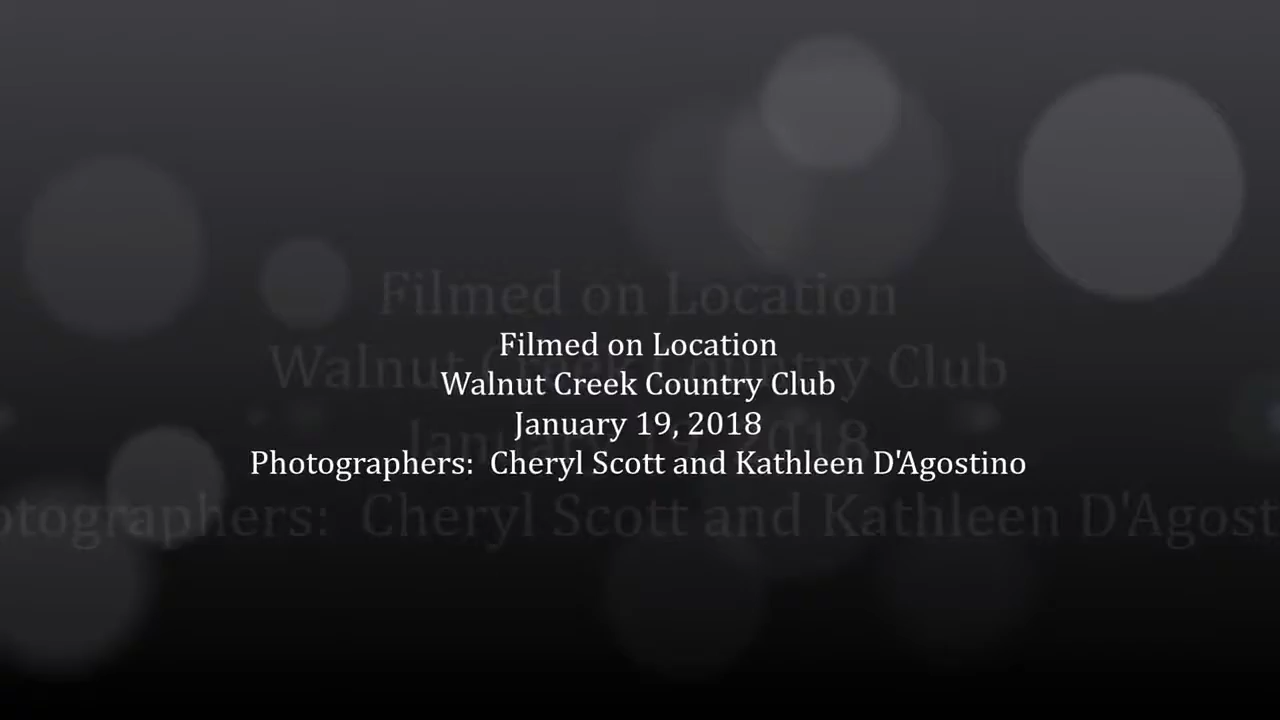 Filmed on Location
Walnut Creek Country Club
January 19, 2018
Photographers:  Cheryl Scott and Kathleen D'Agostino